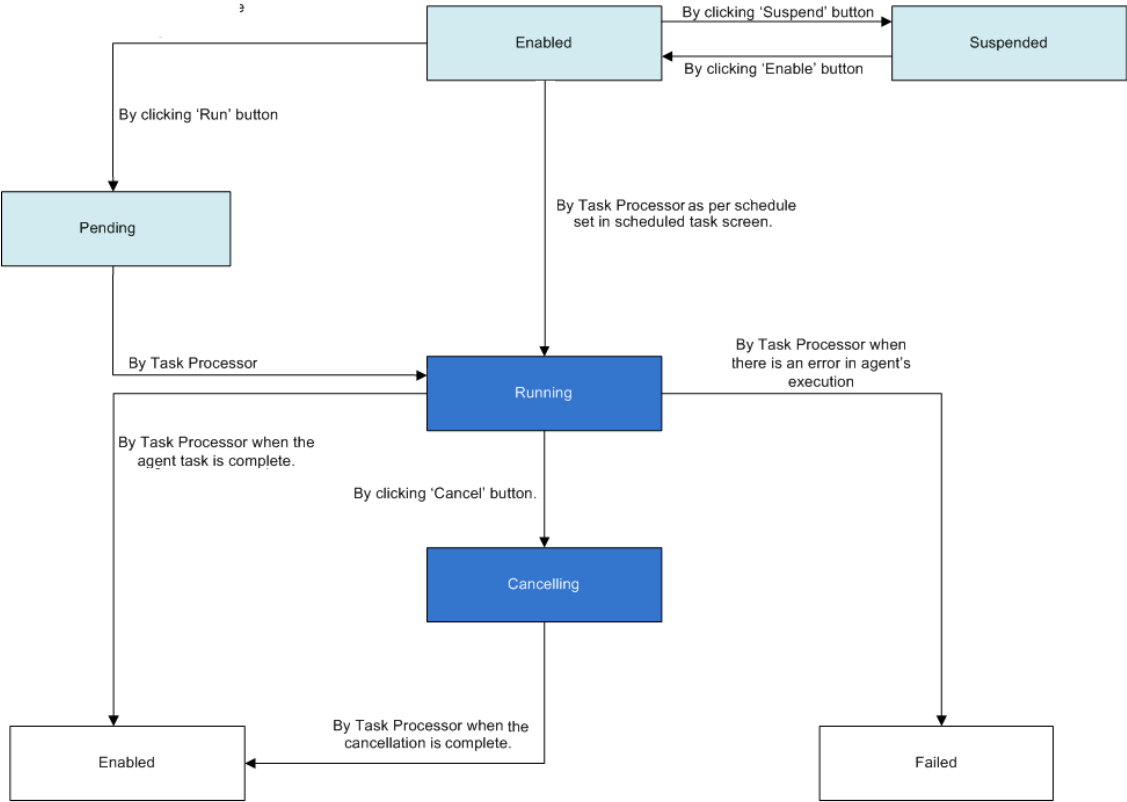 By clicking ‘Suspend’ button
Enabled
Suspended
By clicking ‘Enable’ button
By clicking ‘Run’ button
Pending
By Task Processor as per schedule
set in scheduled task screen.
By Task Processor
By Task Processor when
there is an error in agent’s
execution
Running
By Task Processor when the
agent task is complete.
By clicking ‘Cancel’ button.
Cancelling
By Task Processor when the
cancellation is complete.
Enabled
Failed